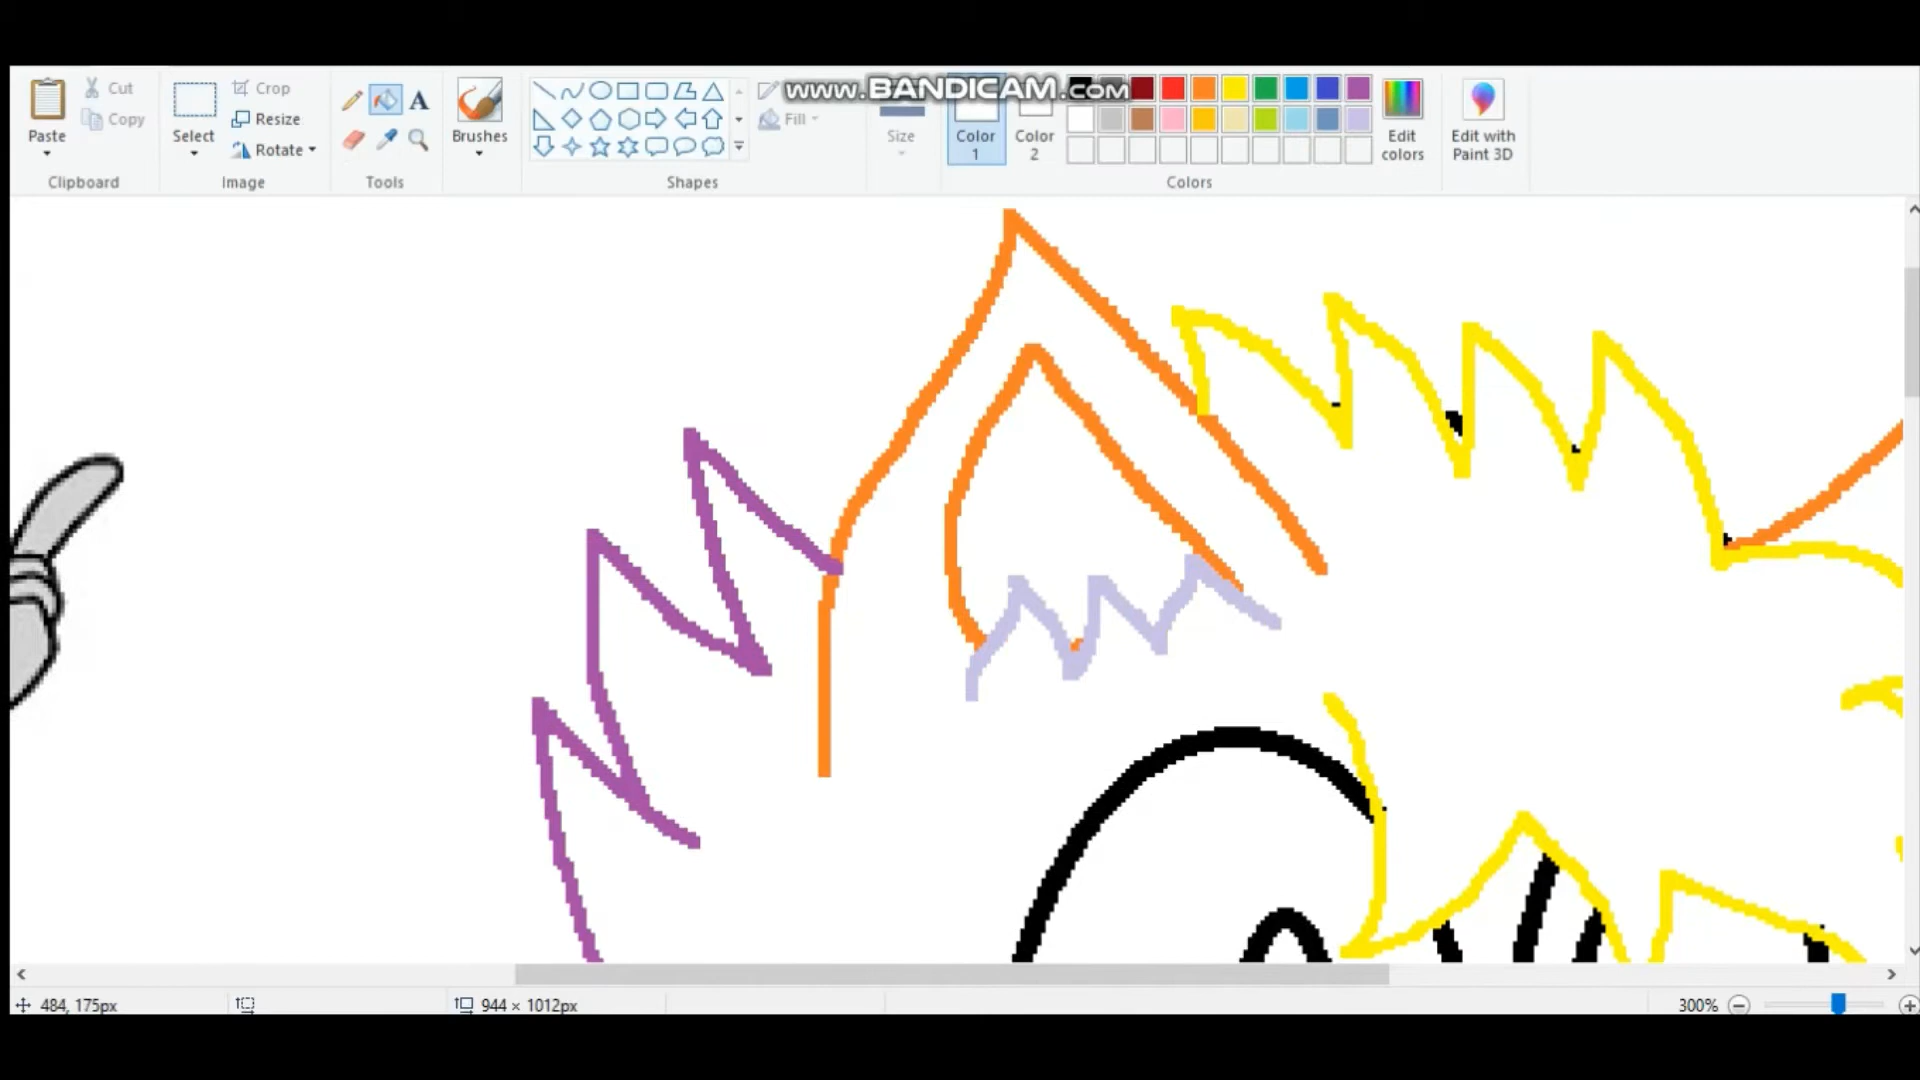 www.BANDICAM.com
Paste
Cut
Copy
Clipboard
Select
Crop
Resize
Rotate
Image
A
Tools
Brushes
Shapes
Fill
Size
Color
1
Color
2
Colors
Edit
colors
Edit with
Paint 3D
484, 175px
944 × 1012px
300%